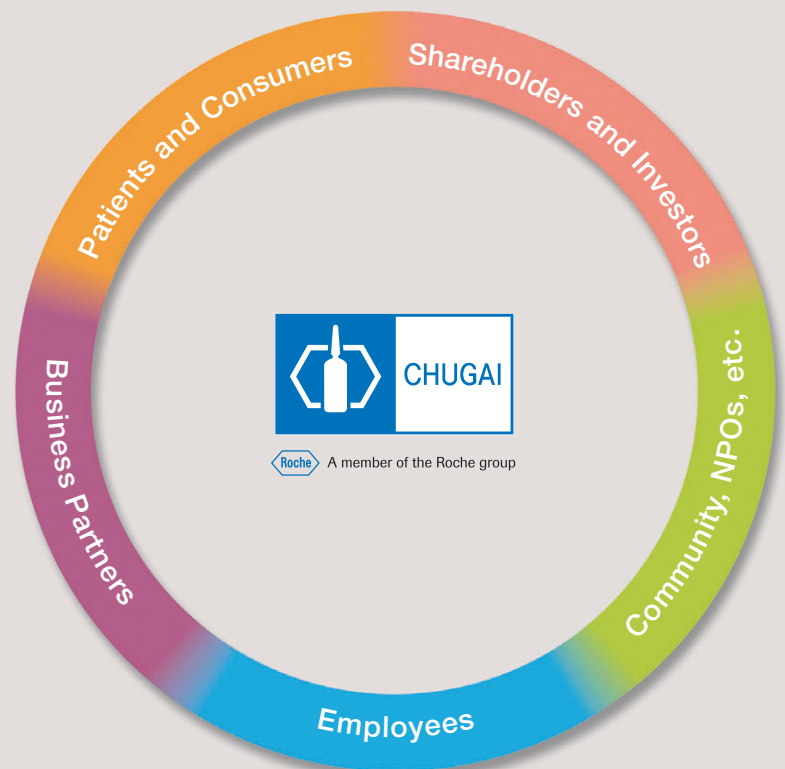 Patients and Consumers
Shareholders and Investors
Community, NPOs, etc.
Employees
Business Partners
CHUGAI
Roche A member of the Roche group